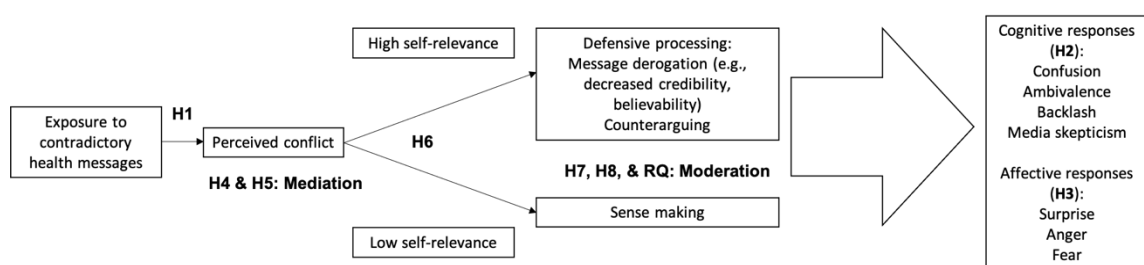 Exposure to
contradictory
health messages
H1
Perceived conflict
H4 & H5: Mediation
High self-relevance
H6
Low self-relevance
Defensive processing:
Message derogation (e.g.,
decreased credibility,
believability)
Counterarguing
H7, H8, & RQ: Moderation
Sense making
Cognitive responses
(H2):
Confusion
Ambivalence
Backlash
Media skepticism
Affective responses
(H3):
Surprise
Anger
Fear